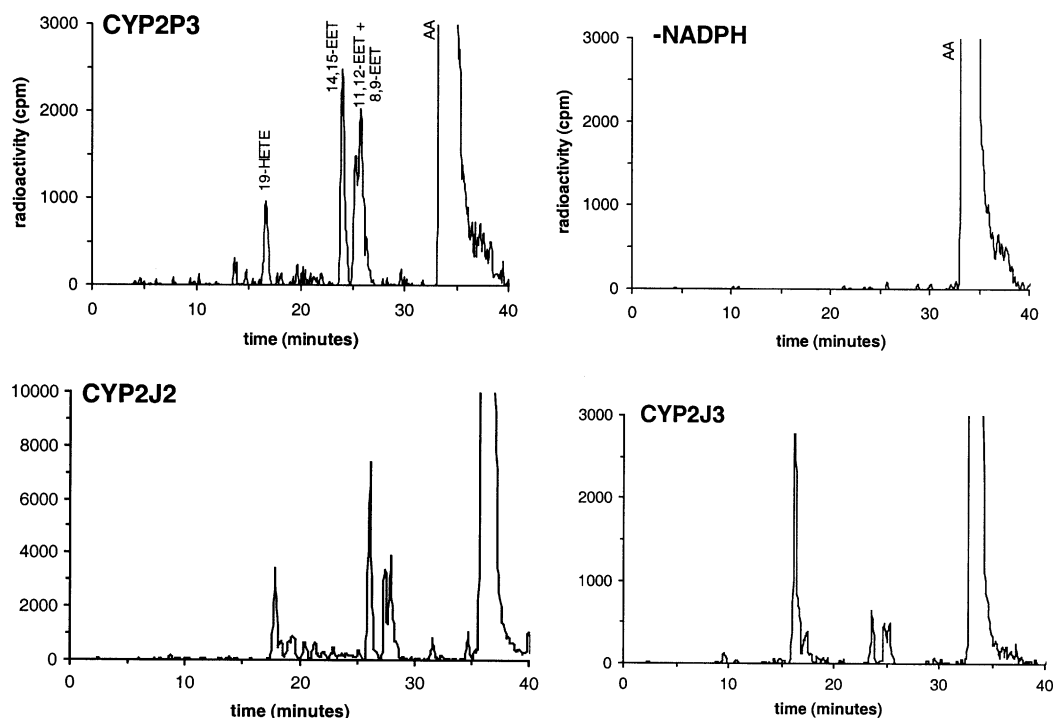 CYP2P3
3000
2000
1000
0
radioactivity (cpm)
19-HETE
14,15-EET
11,12-EET +
8,9-EET
AA
0 10 20 30 40
time (minutes)
-NADPH
3000
2000
1000
0
radioactivity (cpm)
AA
0 10 20 30 40
time (minutes)
CYP2J2
10000
8000
6000
4000
2000
0
0 10 20 30 40
time (minutes)
CYP2J3
3000
2000
1000
0
0 10 20 30 40
time (minutes)